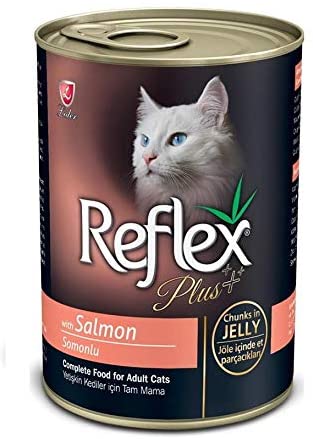 Lider
Reflex
Plus++
with Salmon
Somonlu
Chunks in
JELLY
Jöle içinde et
parçacıkları
Complete Food for Adult Cats
Yetişkin Kediler için Tam Mama